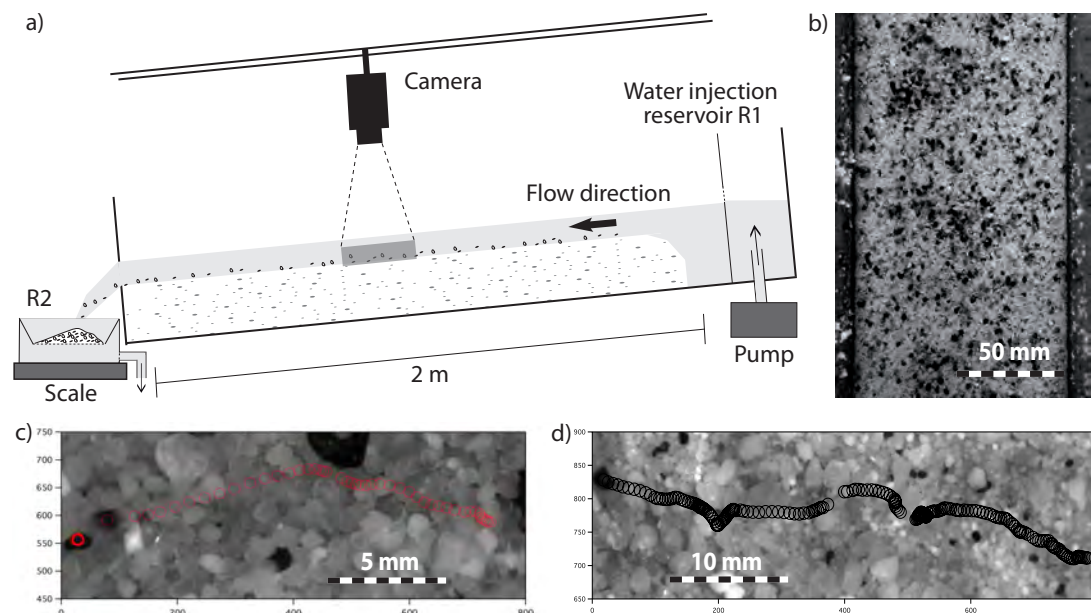 a)
Camera
Water injection
reservoir R1
Flow direction
R2
Scale
2 m
Pump
b)
50 mm
c)
750
700
650
600
550
500
450
0
200
400
600
800
5 mm
d)
900
850
800
750
700
650
0
200
400
600
10 mm